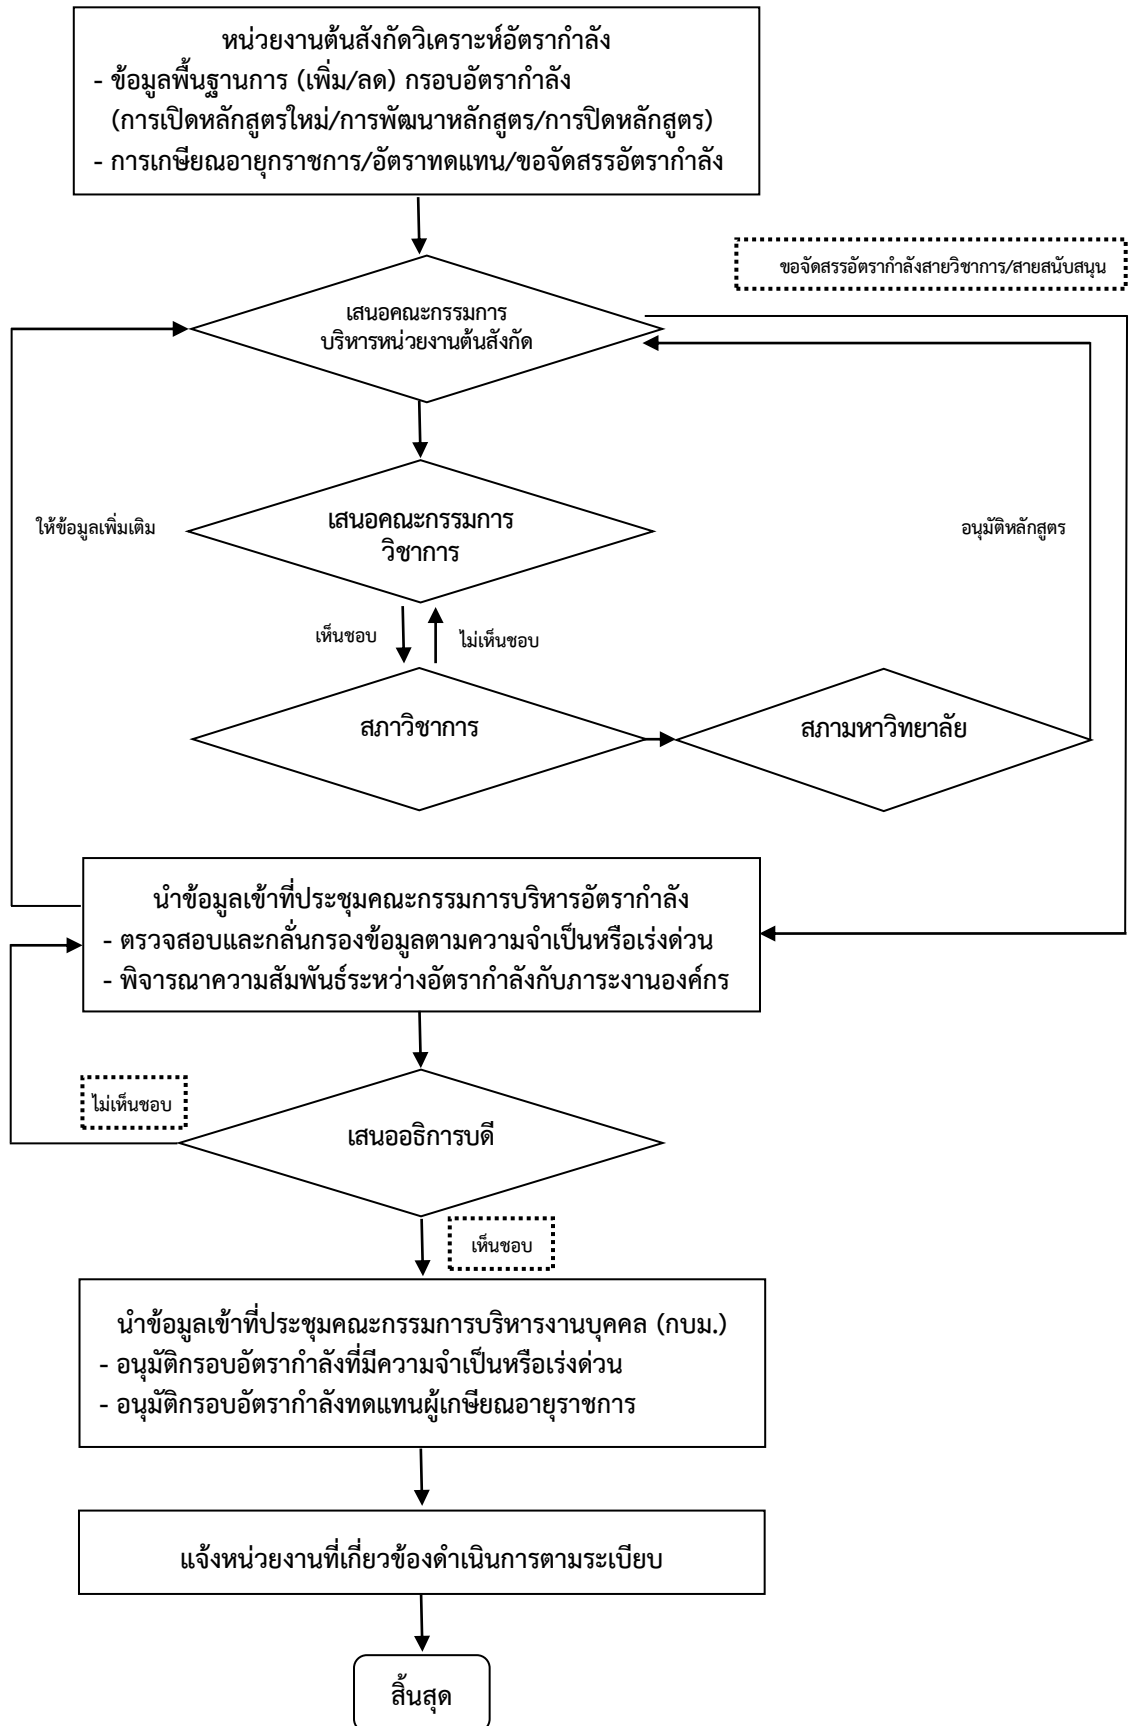 หน่วยงานต้นสังกัดวิเคราะห์อัตรากำลัง
- ข้อมูลพื้นฐานการ (เพิ่ม/ลด) กรอบอัตรากำลัง
(การเปิดหลักสูตรใหม่/การพัฒนาหลักสูตร/การปิดหลักสูตร)
- การเกษียณอายุกราชการ/อัตราทดแทน/ขอจัดสรรอัตรากำลัง
ขอจัดสรรอัตรากำลังสายวิชาการ/สายสนับสนุน
เสนอคณะกรรมการ
บริหารหน่วยงานต้นสังกัด
ให้ข้อมูลเพิ่มเติม
เสนอคณะกรรมการ
วิชาการ
อนุมัติหลักสูตร
เห็นชอบ
ไม่เห็นชอบ
สภาวิชาการ
สภามหาวิทยาลัย
นำข้อมูลเข้าที่ประชุมคณะกรรมการบริหารอัตรากำลัง
- ตรวจสอบและกลั่นกรองข้อมูลตามความจำเป็นหรือเร่งด่วน
- พิจารณาความสัมพันธ์ระหว่างอัตรากำลังกับภาระงานองค์กร
ไม่เห็นชอบ
เสนออธิการบดี
เห็นชอบ
นำข้อมูลเข้าที่ประชุมคณะกรรมการบริหารงานบุคคล (กบม.)
- อนุมัติกรอบอัตรากำลังที่มีความจำเป็นหรือเร่งด่วน
- อนุมัติกรอบอัตรากำลังทดแทนผู้เกษียณอายุราชการ
แจ้งหน่วยงานที่เกี่ยวข้องดำเนินการตามระเบียบ
สิ้นสุด